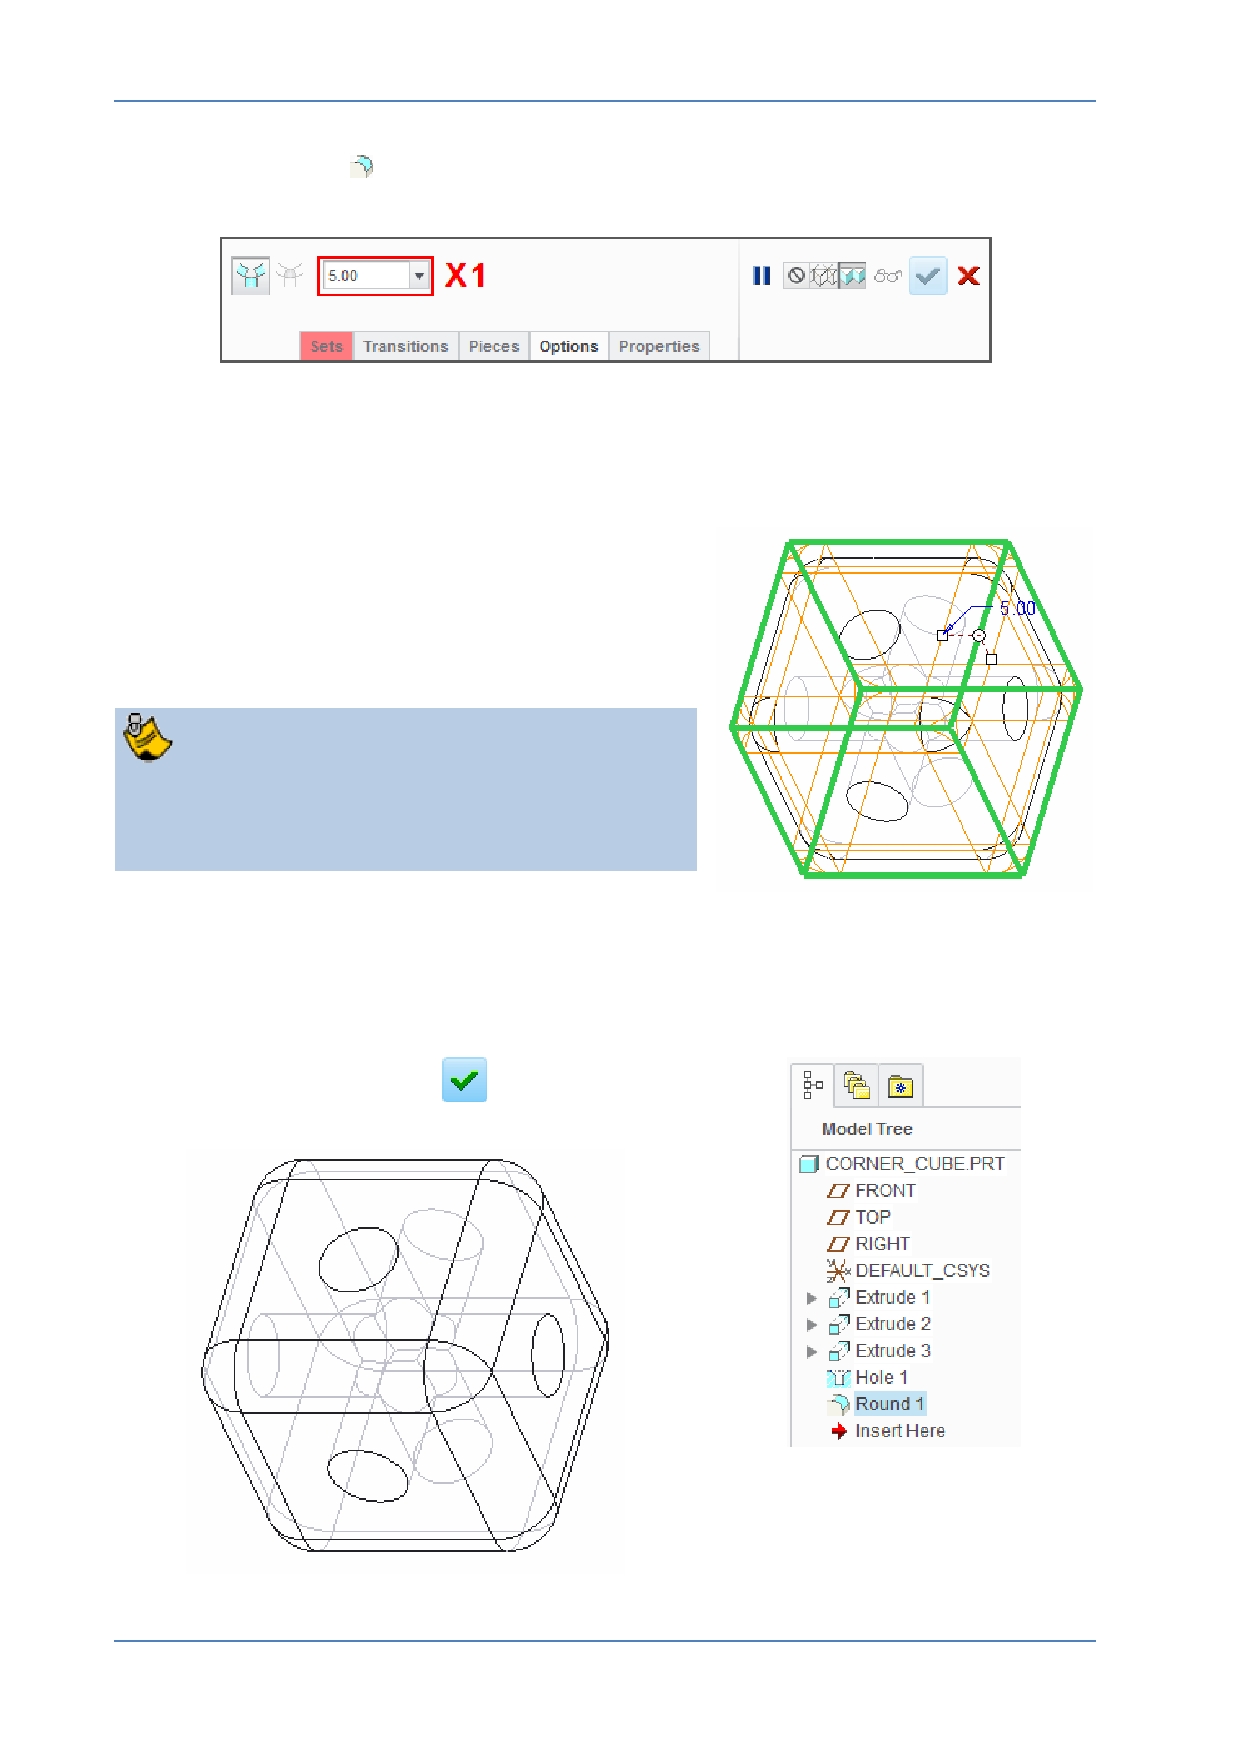 5.00
X1
Sets Transitions Pieces Options Properties
5.00
Model Tree
CORNER_CUBE.PRT
FRONT
TOP
RIGHT
DEFAULT_CSYS
Extrude 1
Extrude 2
Extrude 3
Hole 1
Round 1
Insert Here